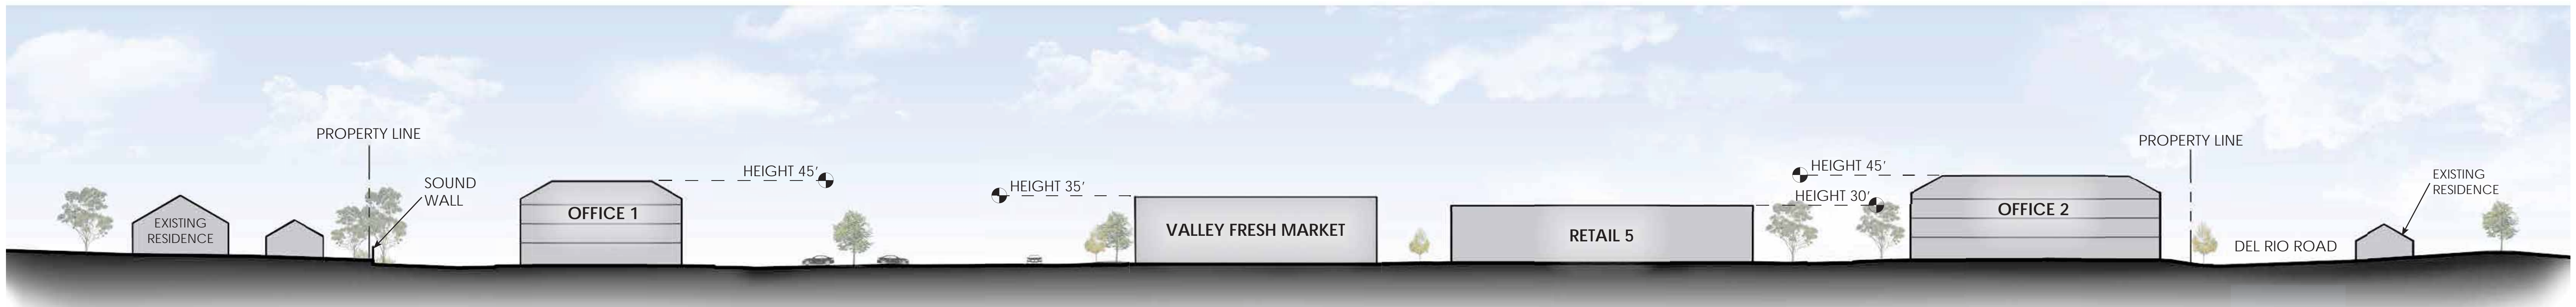 PROPERTY LINE
SOUND
WALL
EXISTING
RESIDENCE
OFFICE 1
HEIGHT 45'
HEIGHT 35'
VALLEY FRESH MARKET
RETAIL 5
HEIGHT 45'
HEIGHT 30'
OFFICE 2
PROPERTY LINE
DEL RIO ROAD
EXISTING
RESIDENCE